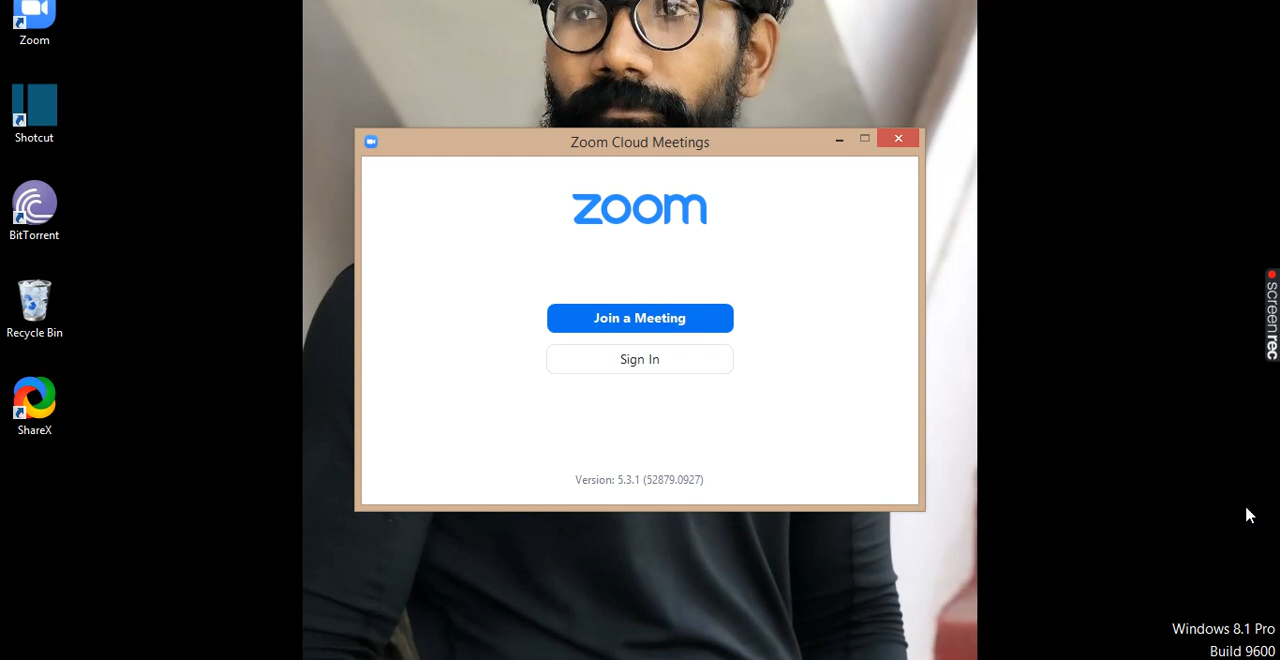 Zoom
Shotcut
BitTorrent
Recycle Bin
ShareX
Zoom Cloud Meetings
zoom
Join a Meeting
Sign In
Version: 5.3.1 (52879.0927)
screenrec
Windows 8.1 Pro
Build 9600